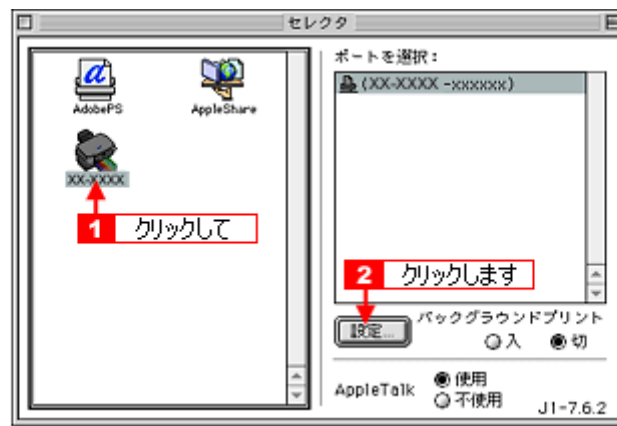 セレクタ
AdobePS
AppleShare
XX-XXXX
1 クリックして
ポートを選択：
(XX-XXXX -xxxxxx)
2 クリックします
設定...
バックグラウンドプリント
入 切
AppleTalk
使用
不使用
J1-7.6.2